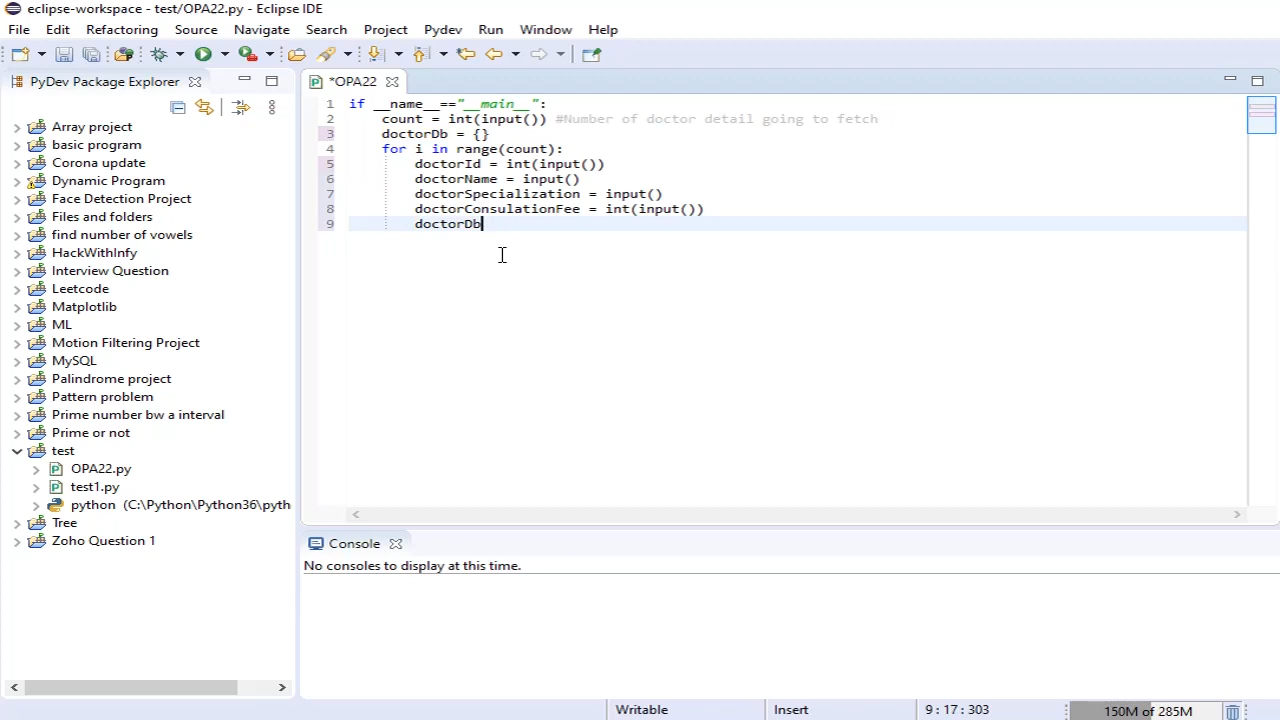 eclipse-workspace - test/OPA22.py - Eclipse IDE
File Edit Refactoring Source Navigate Search Project Pydev Run Window Help
PyDev Package Explorer
Array project
basic program
Corona update
Dynamic Program
Face Detection Project
Files and folders
find number of vowels
HackWithInfy
Interview Question
Leetcode
Matplotlib
ML
Motion Filtering Project
MySQL
Palindrome project
Pattern problem
Prime number bw a interval
Prime or not
test
OPA22.py
test1.py
python (C:\Python\Python36\pyth
Tree
Zoho Question 1
*OPA22
1 if __name__=="__main__":
2 count = int(input()) #Number of doctor detail going to fetch
3 doctorDb = {}
4 for i in range(count):
5 doctorId = int(input())
6 doctorName = input()
7 doctorSpecialization = input()
8 doctorConsulationFee = int(input())
9 doctorDb
Console
No consoles to display at this time.
Writable Insert 9 : 17 : 303 150M of 285M